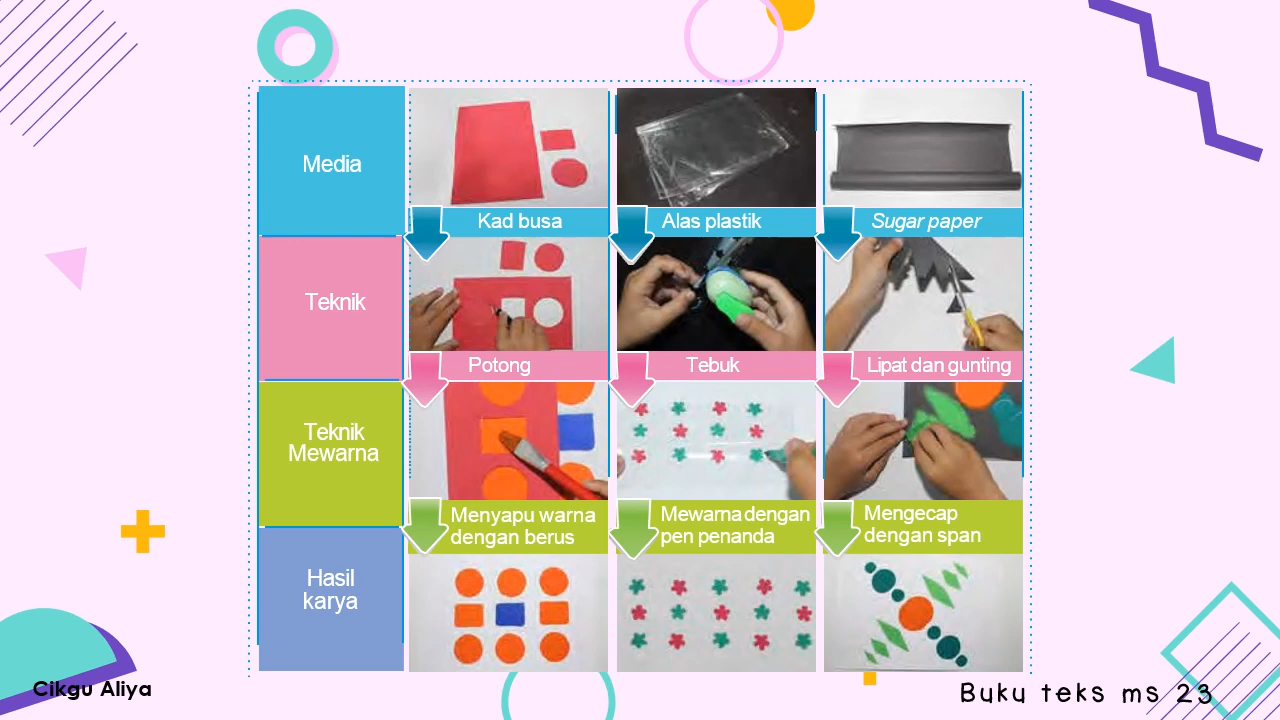 Media
Kad busa
Alas plastik
Sugar paper
Teknik
Potong
Tebuk
Lipat dan gunting
Teknik
Mewarna
Menyapu warna
dengan berus
Mewarna dengan
pen penanda
Mengecap
dengan span
Hasil
karya
Cikgu Aliya
Buku teks ms 23